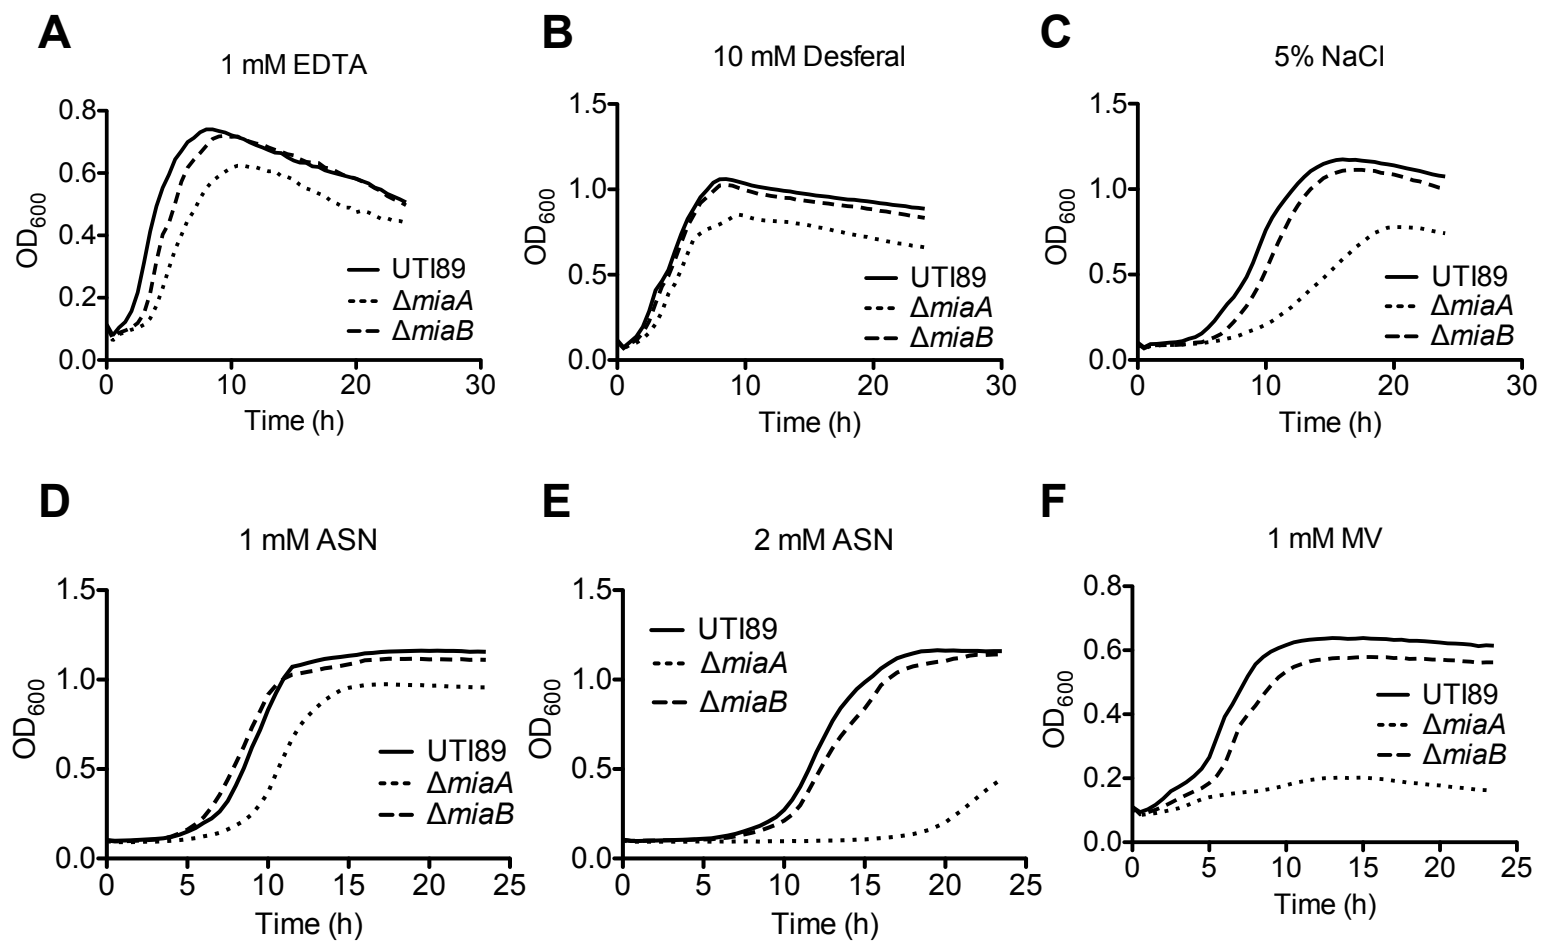 A
1 mM EDTA
OD600
0.8
0.6
0.4
0.2
0.0
0 10 20 30
Time (h)
UTI89
ΔmiaA
ΔmiaB
B
10 mM Desferal
OD600
1.5
1.0
0.5
0.0
0 10 20 30
Time (h)
UTI89
ΔmiaA
ΔmiaB
C
5% NaCl
OD600
1.5
1.0
0.5
0.0
0 10 20 30
Time (h)
UTI89
ΔmiaA
ΔmiaB
D
1 mM ASN
OD600
1.5
1.0
0.5
0.0
0 5 10 15 20 25
Time (h)
UTI89
ΔmiaA
ΔmiaB
E
2 mM ASN
OD600
1.5
1.0
0.5
0.0
0 5 10 15 20 25
Time (h)
UTI89
ΔmiaA
ΔmiaB
F
1 mM MV
OD600
0.8
0.6
0.4
0.2
0.0
0 5 10 15 20 25
Time (h)
UTI89
ΔmiaA
ΔmiaB